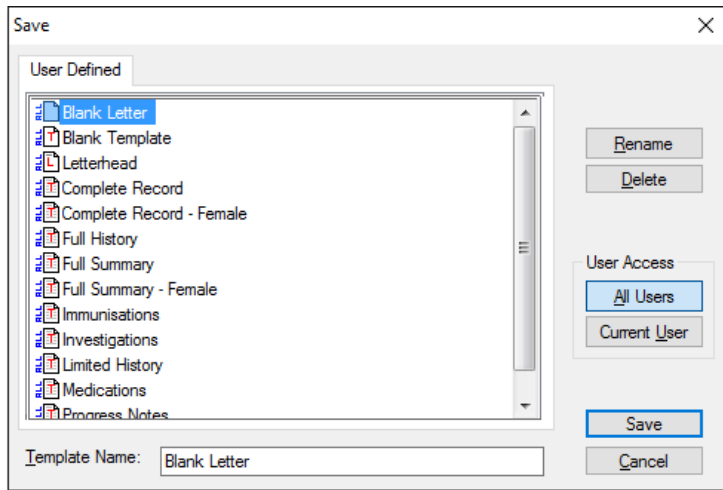 Save
User Defined
Blank Letter
Blank Template
Letterhead
Complete Record
Complete Record - Female
Full History
Full Summary
Full Summary - Female
Immunisations
Investigations
Limited History
Medications
Progress Notes
Rename
Delete
User Access
All Users
Current User
Save
Cancel
Template Name: Blank Letter